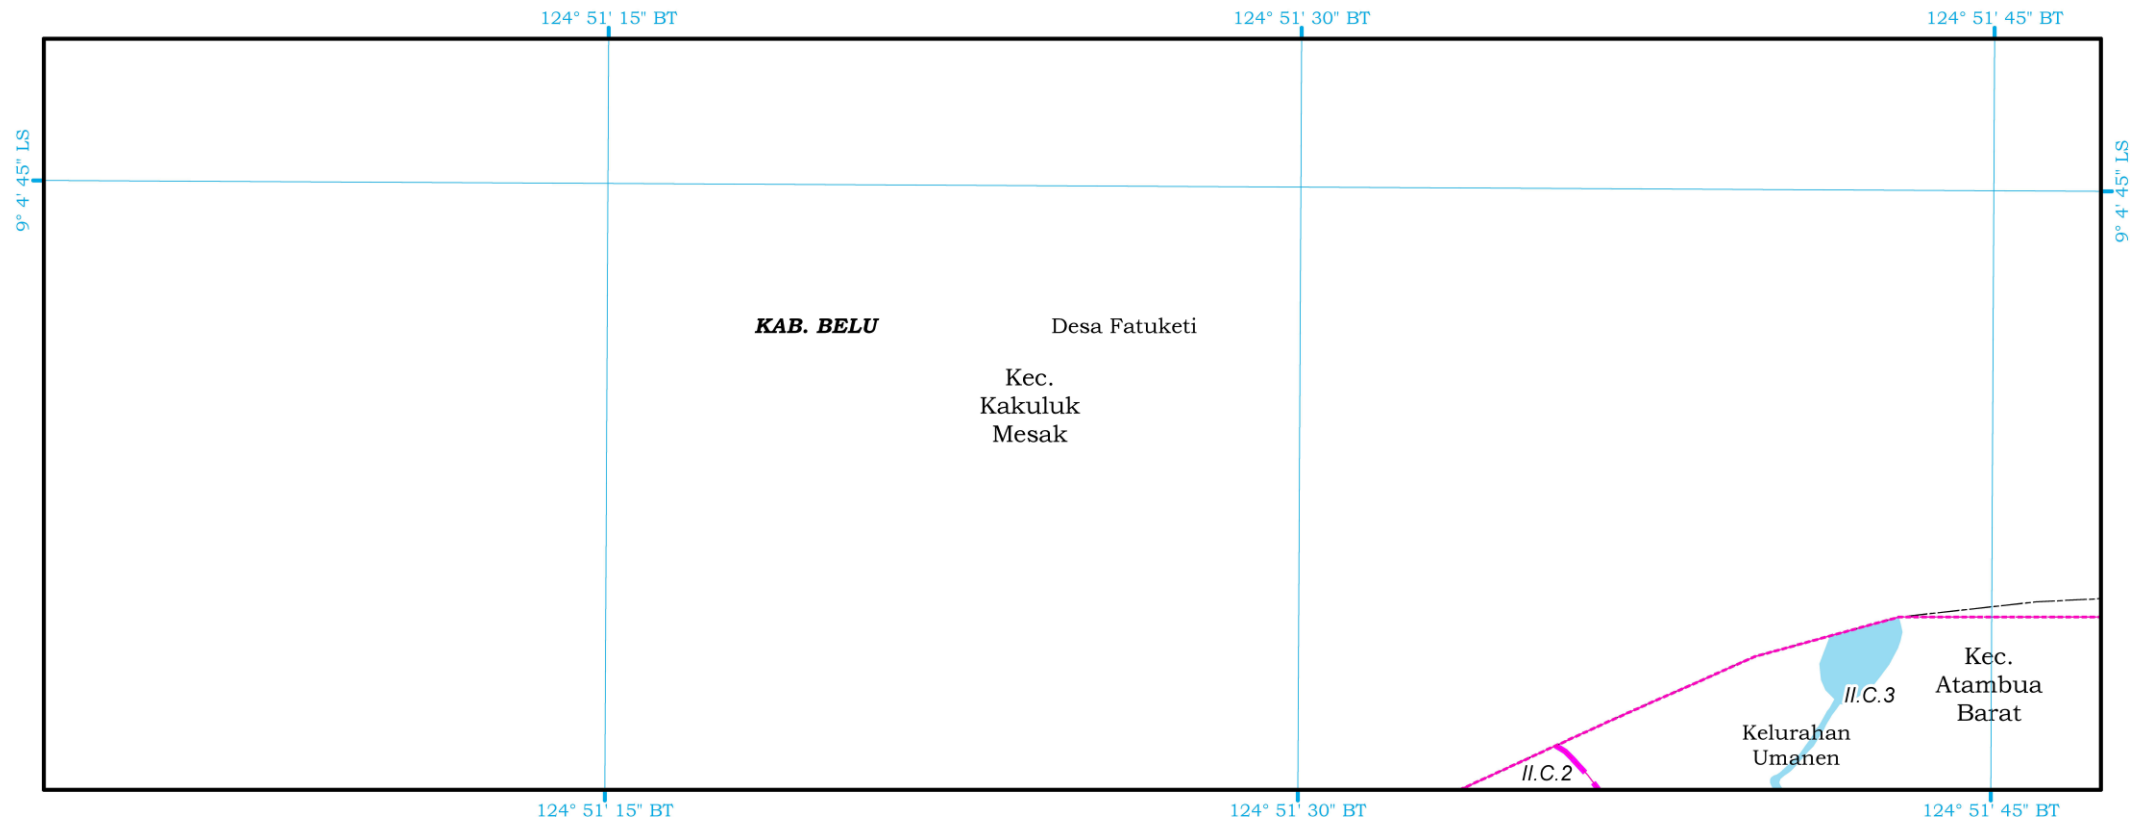 124° 51' 15" BT
124° 51' 30" BT
124° 51' 45" BT
9° 4' 45" LS
9° 4' 45" LS
KAB. BELU
Desa Fatuketi
Kec.
Kakuluk
Mesak
Kec.
Atambua
Barat
II.C.3
Kelurahan
Umanen
II.C.2
124° 51' 15" BT
124° 51' 30" BT
124° 51' 45" BT